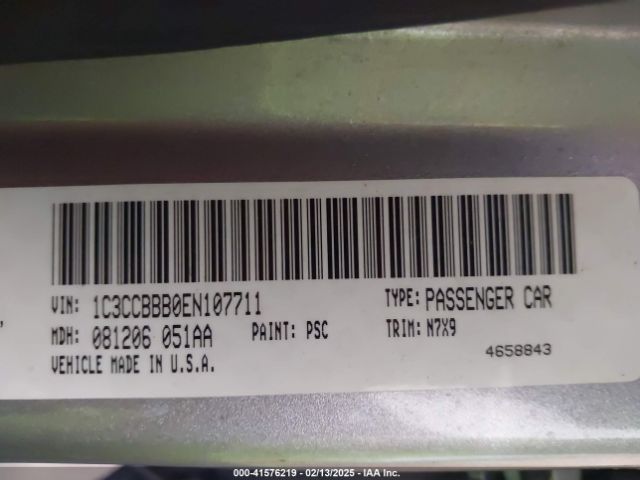 VIN: 1C3CCBBB0EN107711 TYPE: PASSENGER CAR
MDH: 081206 051AA PAINT: PSC TRIM: N7X9
VEHICLE MADE IN U.S.A. 4658843
000-41576219 - 02/13/2025 - IAA Inc.